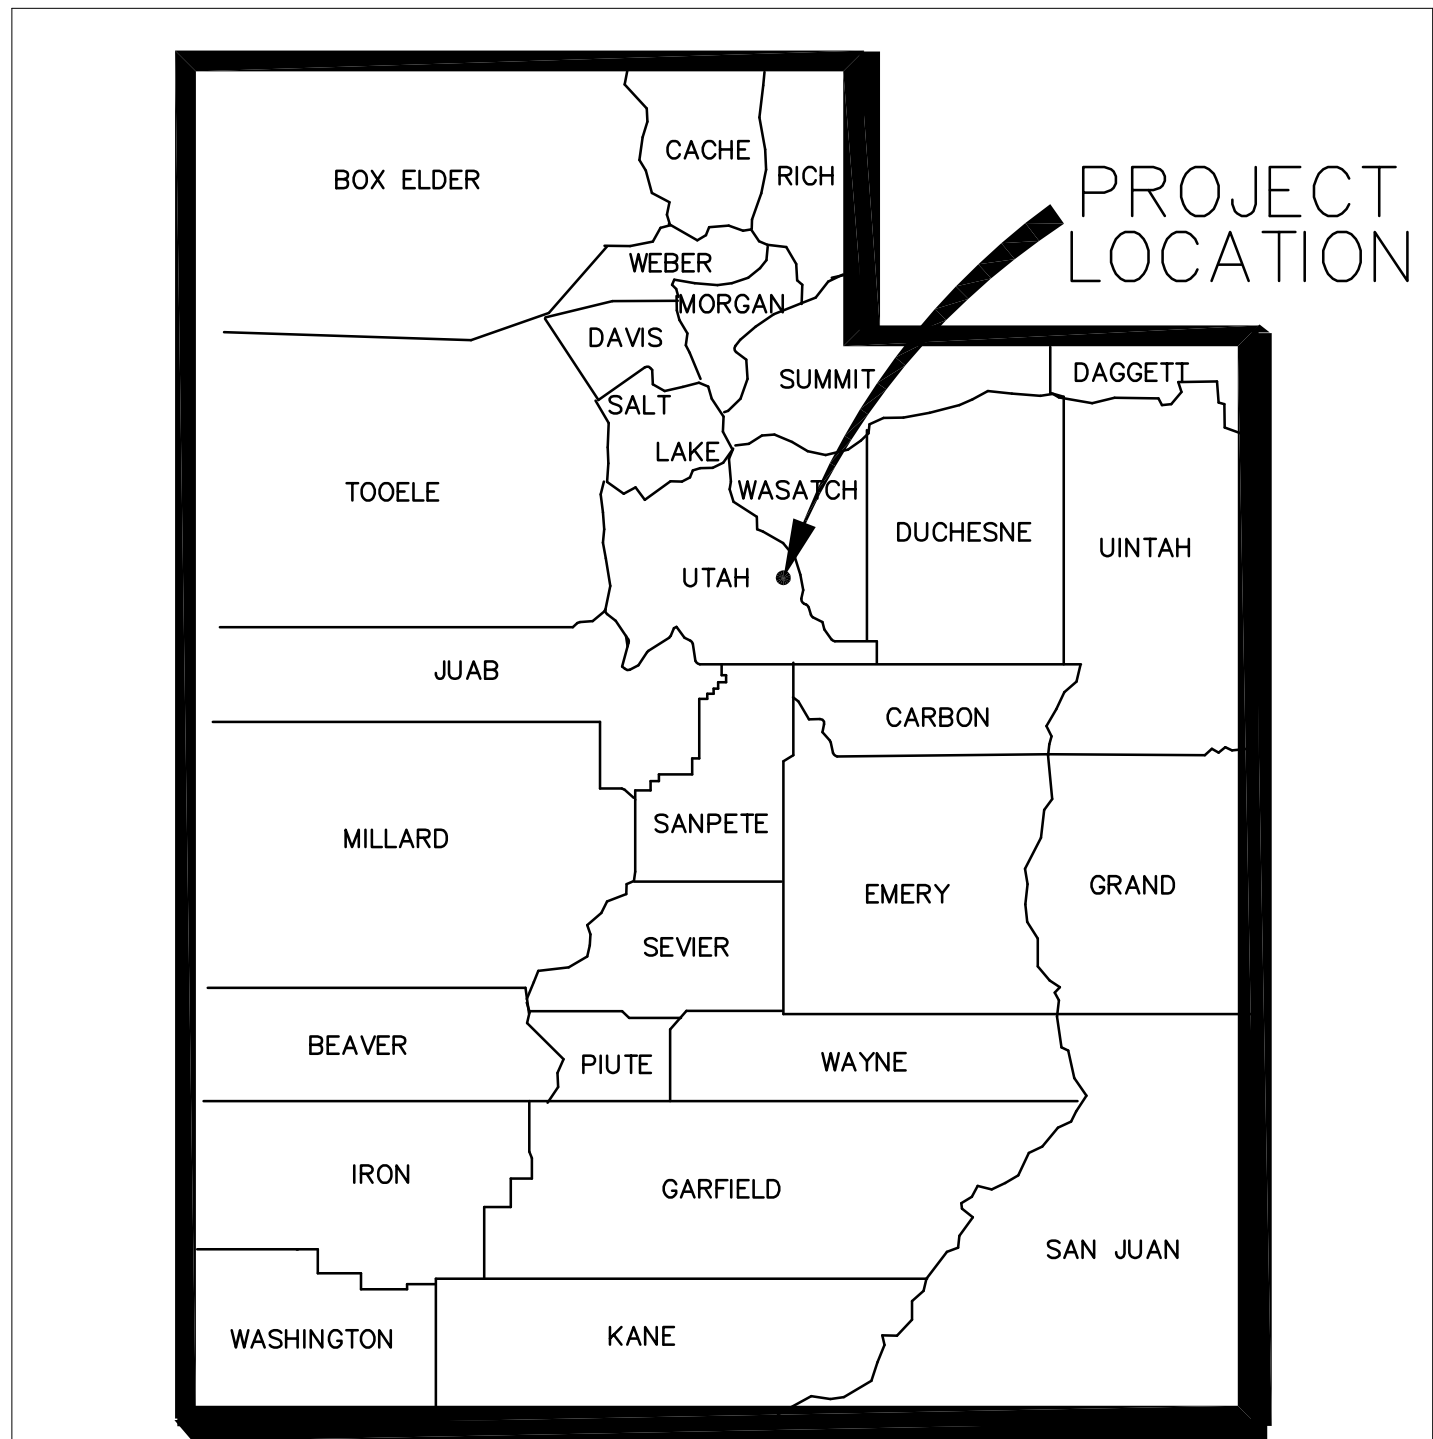 CACHE
RICH
BOX ELDER
PROJECT
LOCATION
WEBER
MORGAN
DAVIS
SUMMIT
DAGGETT
SALT
LAKE
TOOELE
WASATCH
DUCHESNE
UINTAH
UTAH
JUAB
CARBON
SANPETE
MILLARD
EMERY
GRAND
SEVIER
BEAVER
PIUTE
WAYNE
IRON
GARFIELD
SAN JUAN
WASHINGTON
KANE